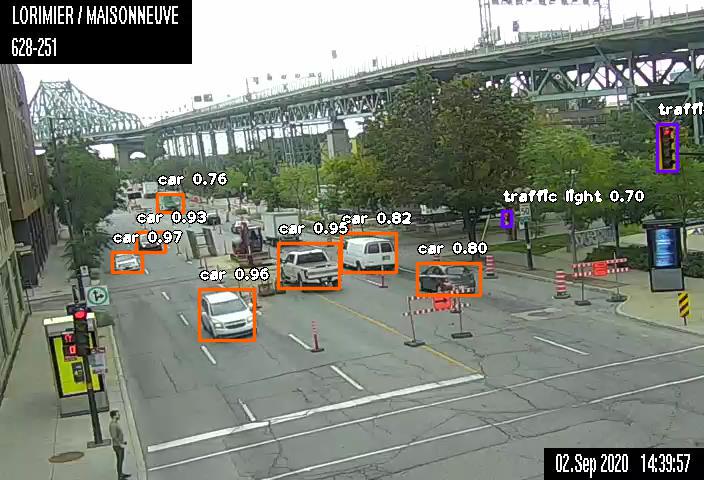 LORIMIER / MAISONNEUVE
628-251
traffi
car 0.76
traffic light 0.70
car 0.93
car 0.82
car 0.95
car 0.97
car 0.80
car 0.96
02.Sep 2020 14:39:57